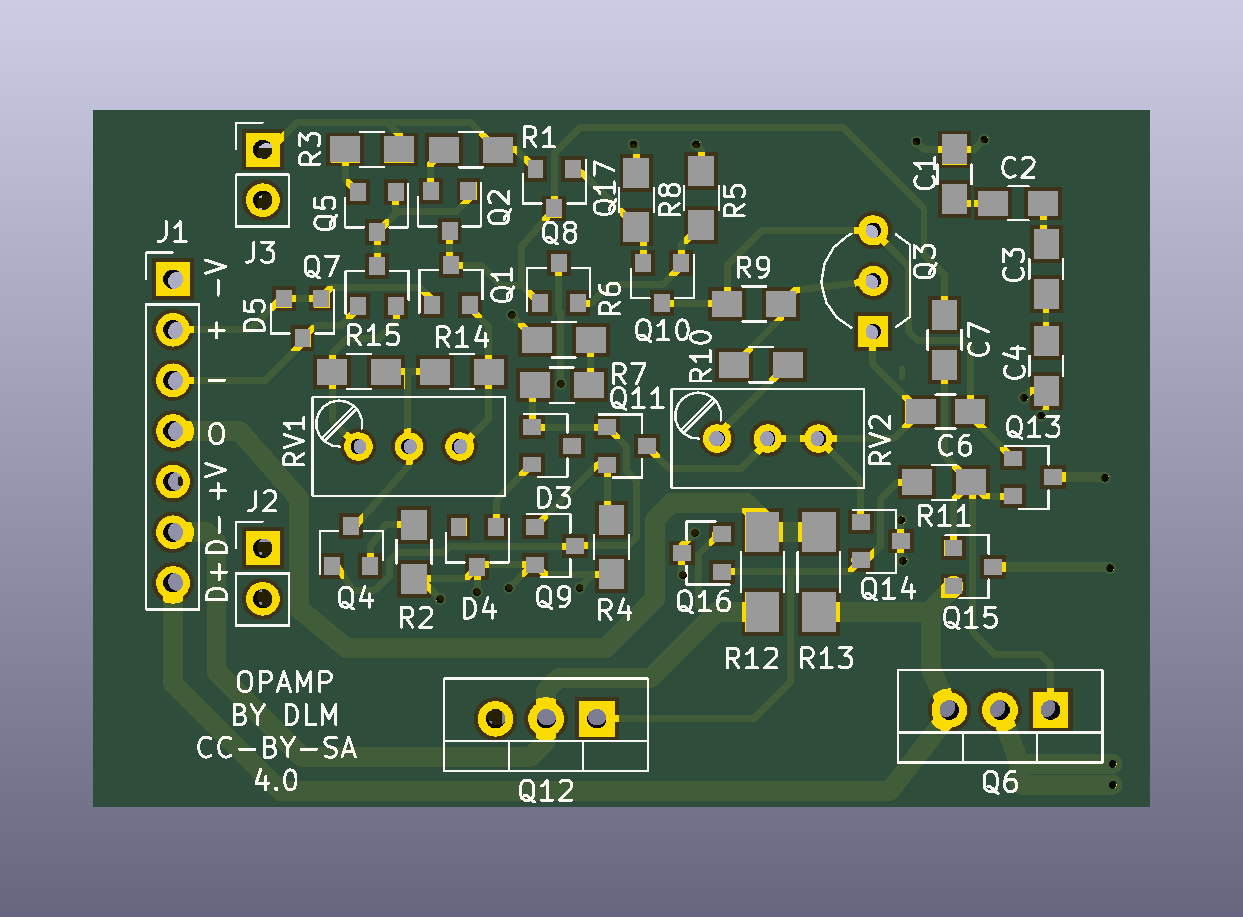 R3
R1
Q17
R8
R5
C1
C2
Q5
Q2
Q8
J1
J3
Q7
-V
Q3
C3
D5
Q1
R6
R9
+
R15
R14
Q10
R10
C7
C4
-
R7
Q11
RV1
RV2
Q13
O
C6
+V
J2
D3
R11
D-
D+
Q4
R2
D4
Q9
R4
Q16
Q14
Q15
R12
R13
OPAMP
BY DLM
CC-BY-SA
4.0
Q12
Q6